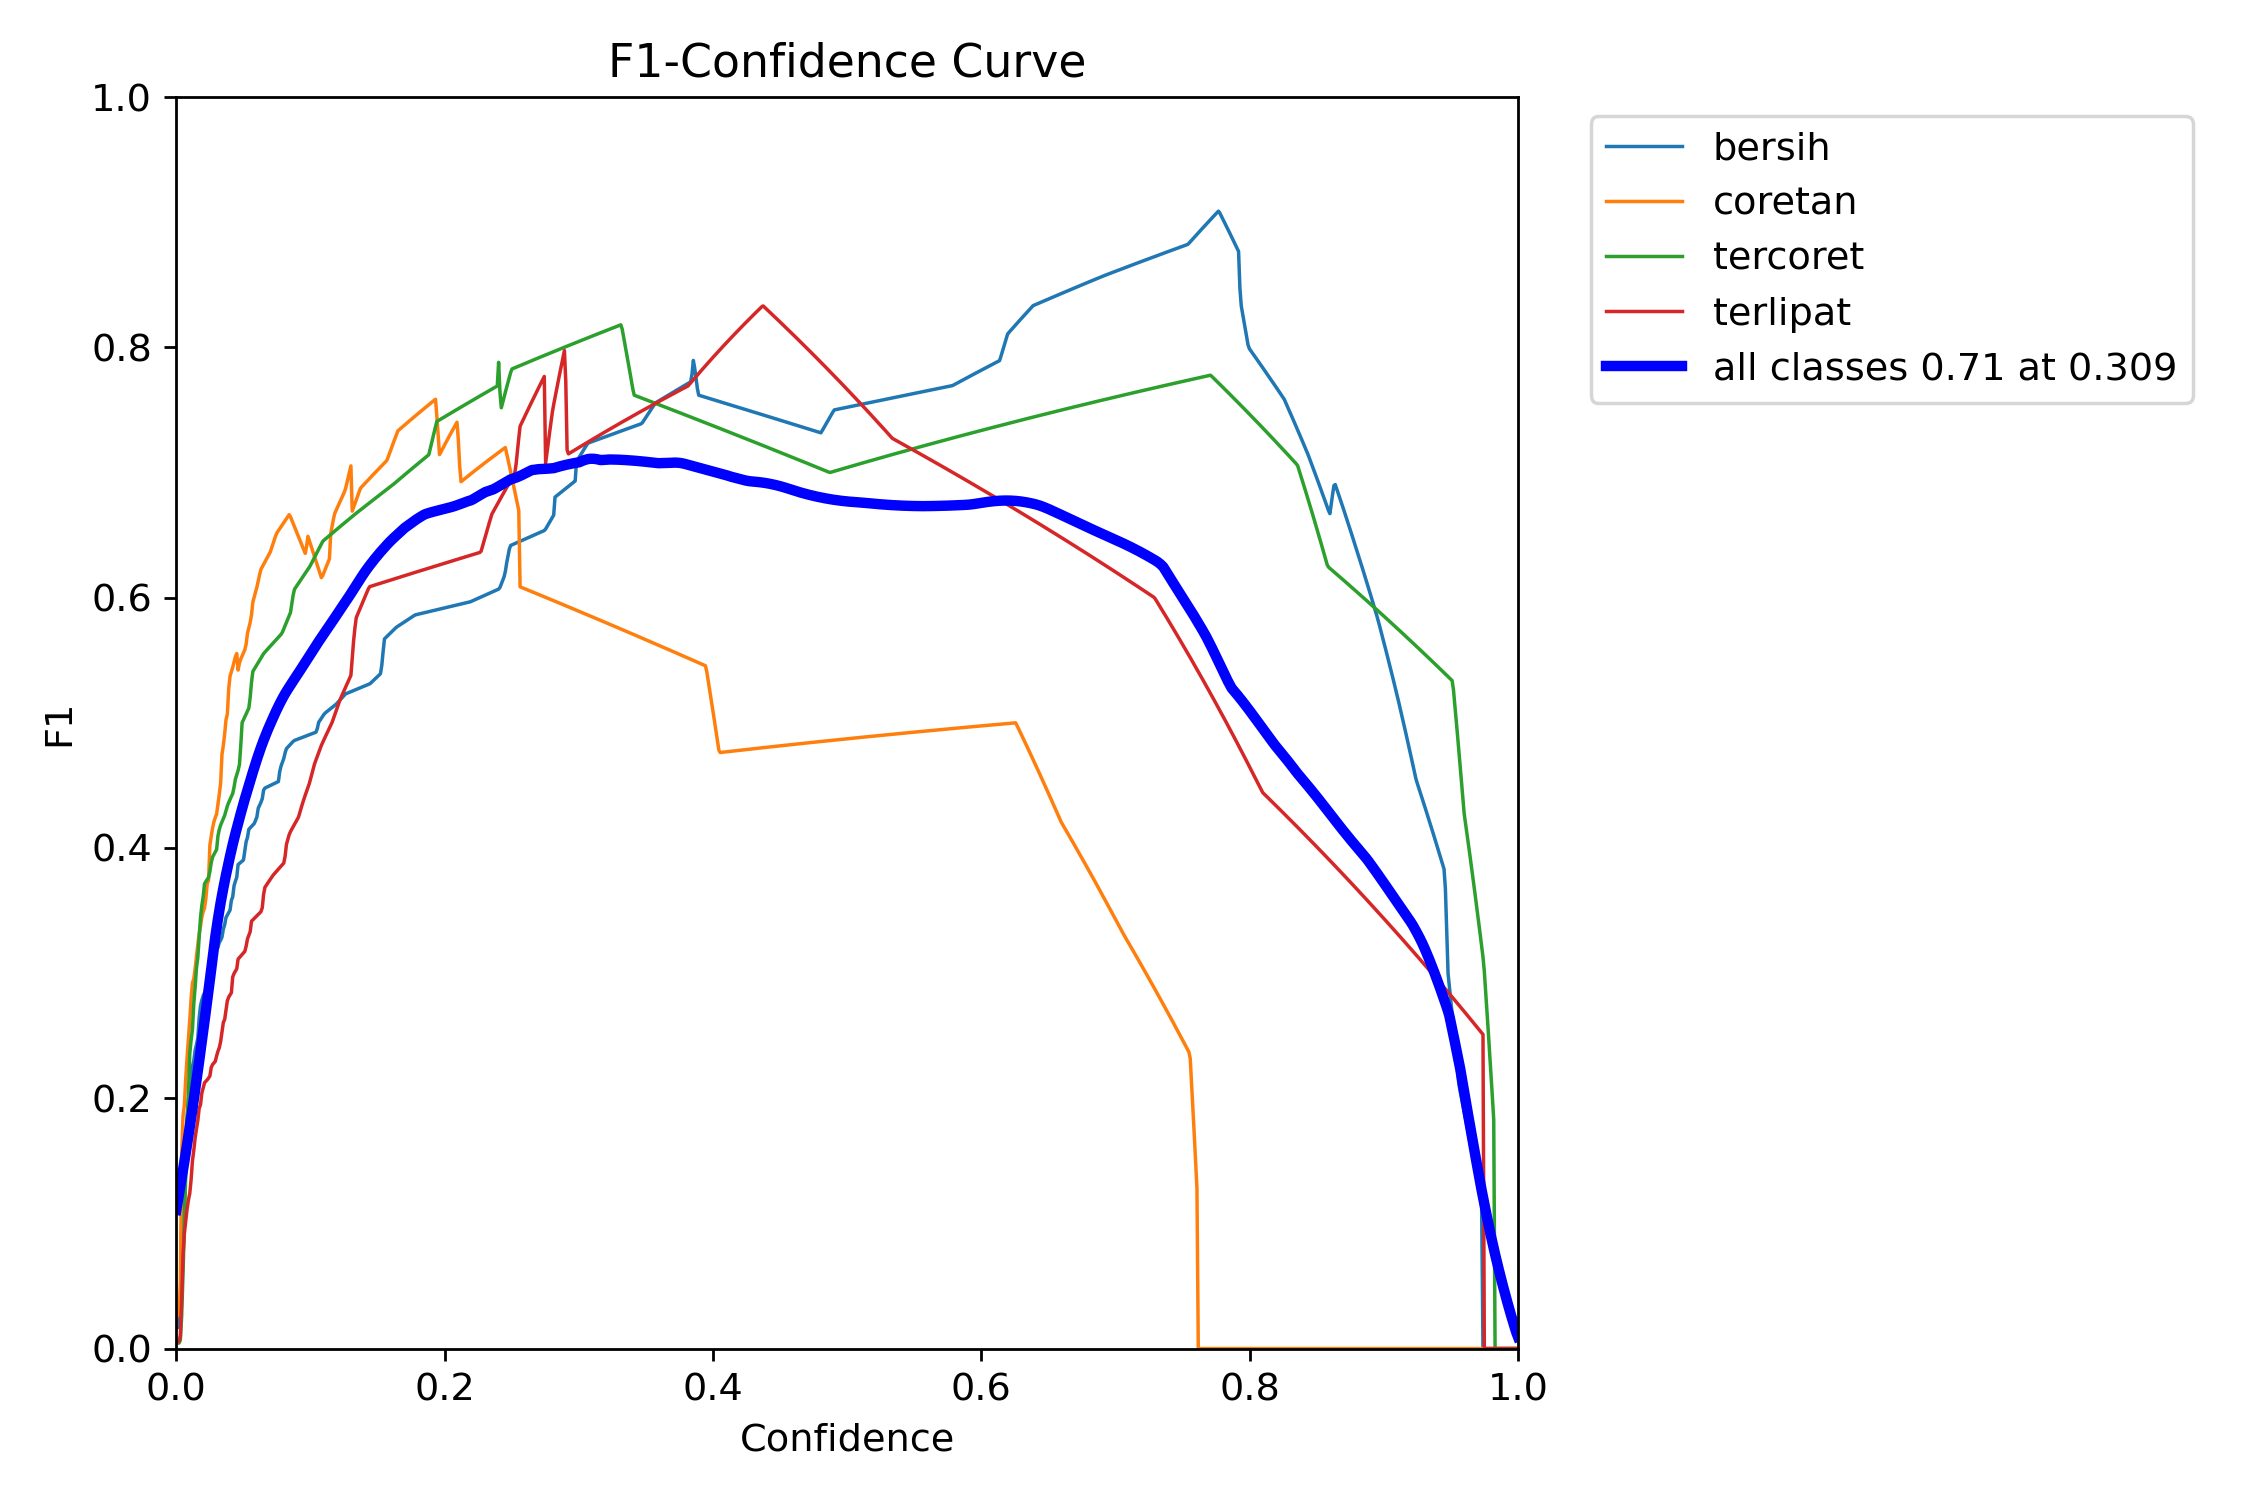 F1-Confidence Curve
1.0
0.8
0.6
0.4
0.2
0.0
F1
0.0 0.2 0.4 0.6 0.8 1.0
Confidence
bersih
coretan
tercoret
terlipat
all classes 0.71 at 0.309